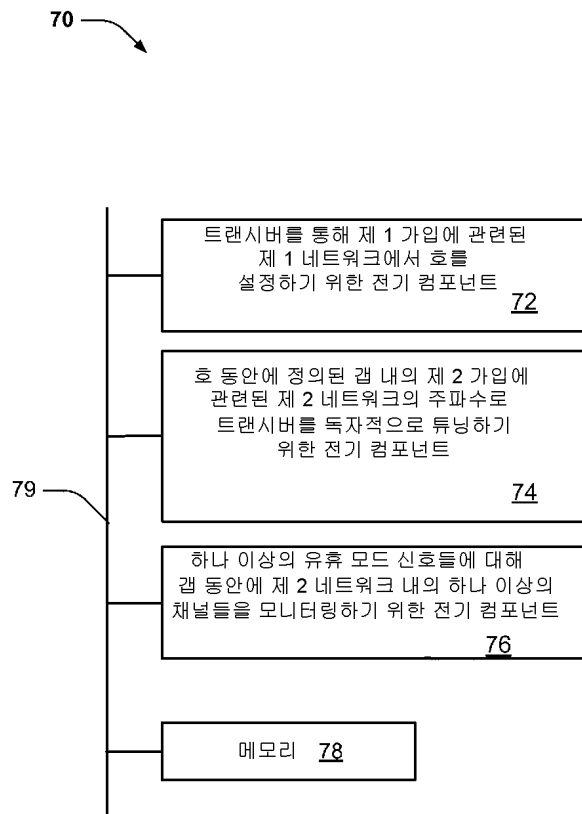 70
트랜시버를 통해 제 1 가입에 관련된
제 1 네트워크에서 호를
설정하기 위한 전기 컴포넌트
72
호 동안에 정의된 갭 내의 제 2 가입에
관련된 제 2 네트워크의 주파수로
트랜시버를 독자적으로 튜닝하기
위한 전기 컴포넌트
74
79
하나 이상의 유휴 모드 신호들에 대해
갭 동안에 제 2 네트워크 내의 하나 이상의
채널들을 모니터링하기 위한 전기 컴포넌트
76
메모리 78